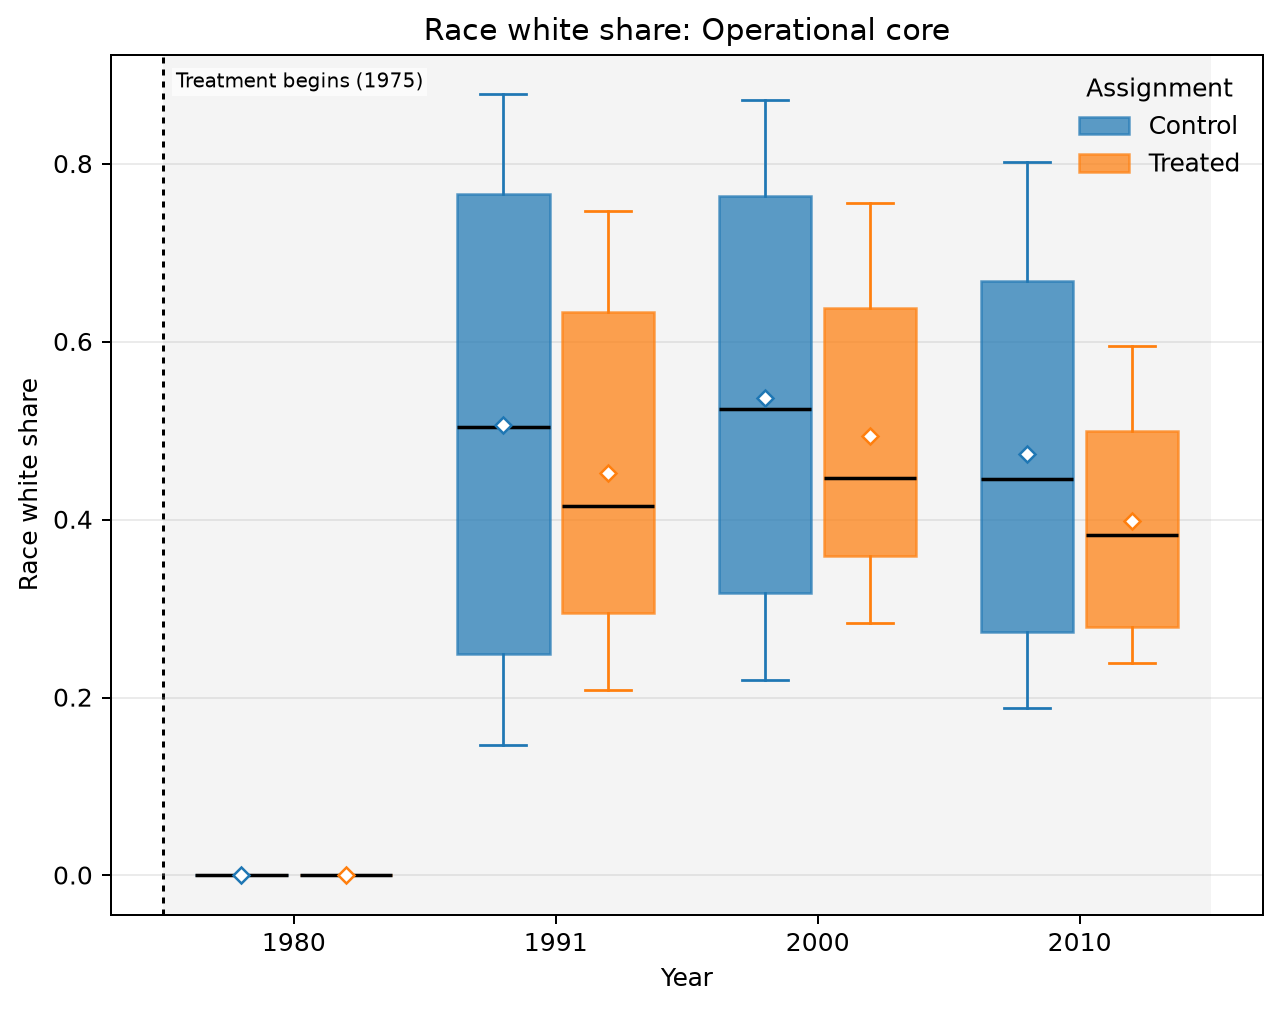 Race white share: Operational core
Treatment begins (1975)
Assignment
Control
Treated
0.8
0.6
0.4
0.2
0.0
Race white share
1980 1991 2000 2010
Year